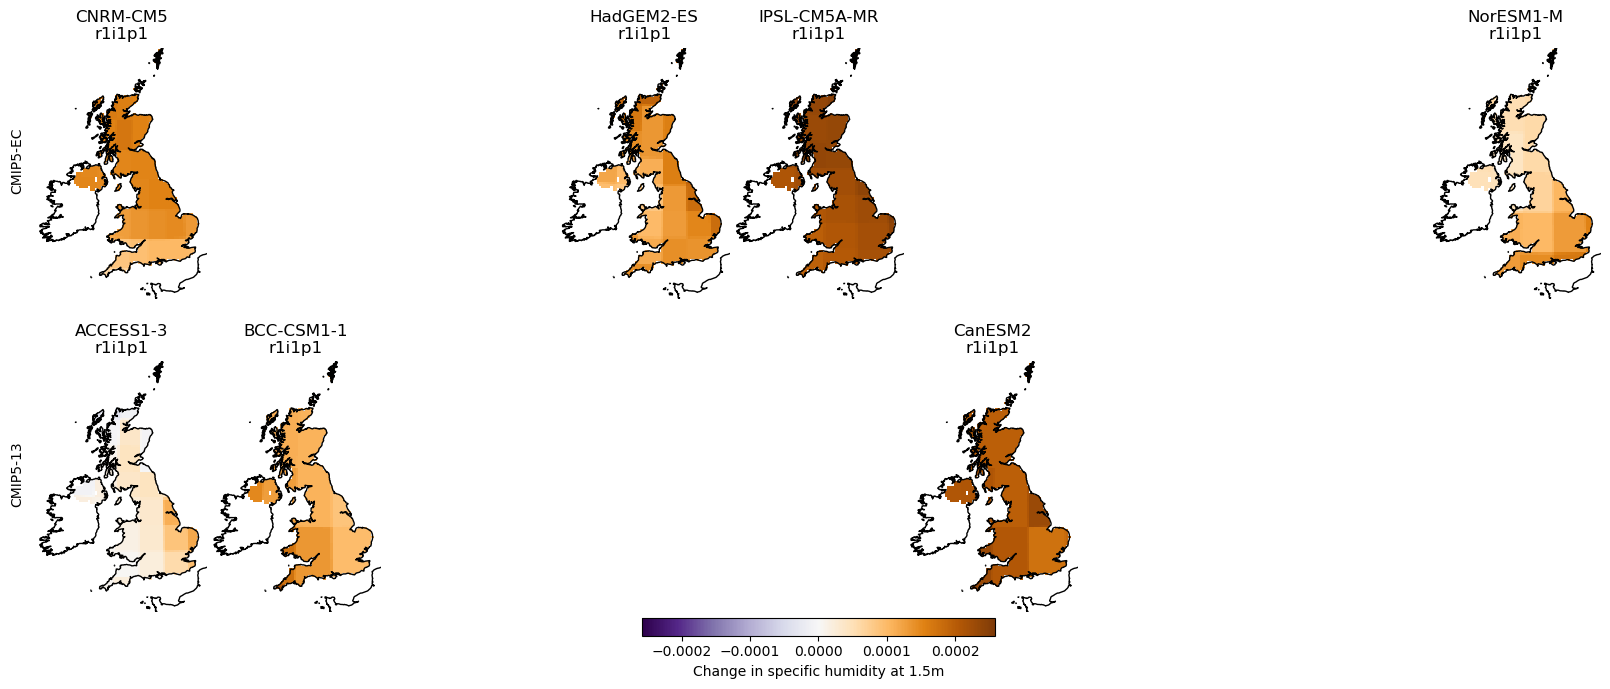 CNRM-CM5
r1i1p1
HadGEM2-ES
r1i1p1
IPSL-CM5A-MR
r1i1p1
NorESM1-M
r1i1p1
CMIP5-EC
ACCESS1-3
r1i1p1
BCC-CSM1-1
r1i1p1
CanESM2
r1i1p1
CMIP5-13
−0.0002 −0.0001 0.0000 0.0001 0.0002
Change in specific humidity at 1.5m